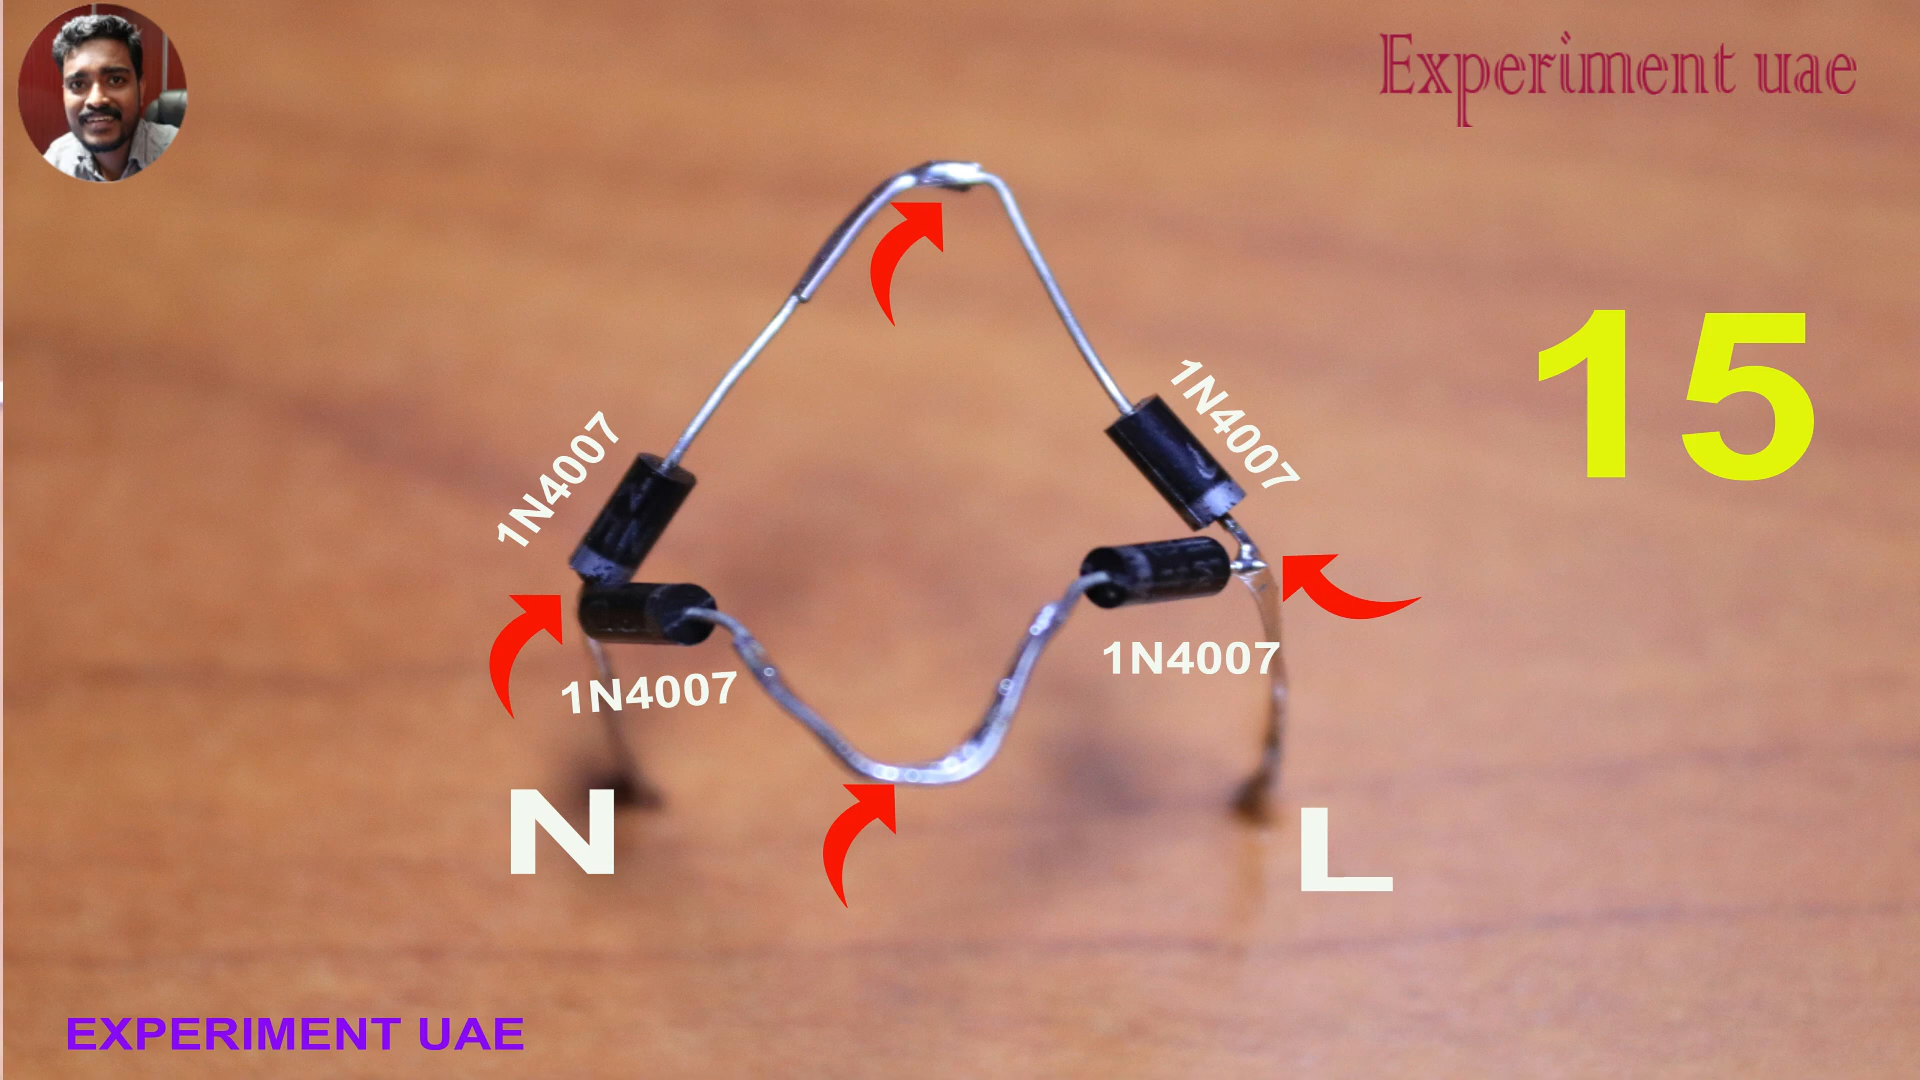 Experiment uae
15
1N4007
1N4007
1N4007
1N4007
N
L
EXPERIMENT UAE